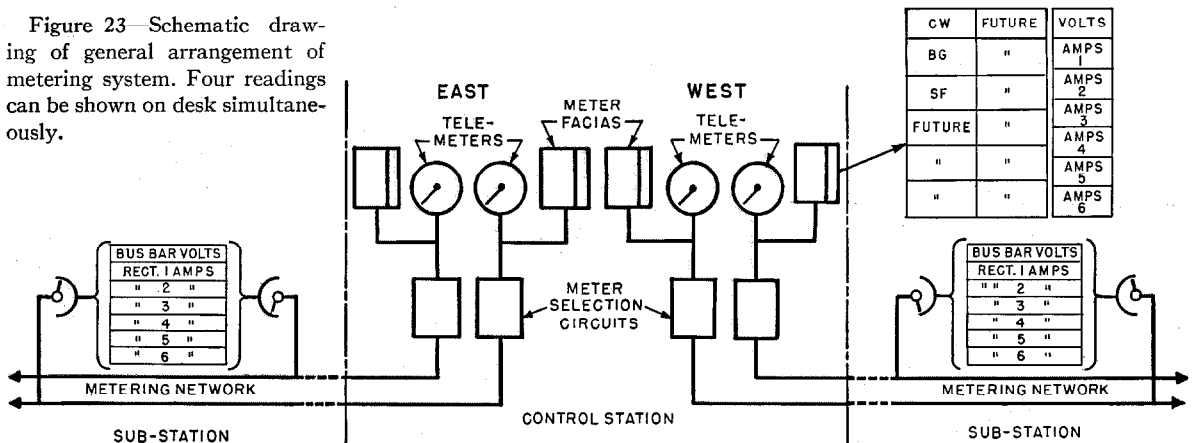 Figure 23—Schematic draw-
ing of general arrangement of
metering system. Four readings
can be shown on desk simultane-
ously.
EAST
TELE-
METERS
METER
FACIAS
WEST
TELE-
METERS
CW FUTURE VOLTS
BG " AMPS 1
SF " AMPS 2
FUTURE " AMPS 3
AMPS 4
" " AMPS 5
" " AMPS 6
BUS BAR VOLTS
RECT. 1 AMPS
" 2 "
" 3 "
" 4 "
" 5 "
" 6 "
METER
SELECTION
CIRCUITS
BUS BAR VOLTS
RECT. 1 AMPS
" " 2 "
" 3 "
" 4 "
" 5 "
" 6 "
METERING NETWORK
METERING NETWORK
CONTROL STATION
SUB-STATION
SUB-STATION